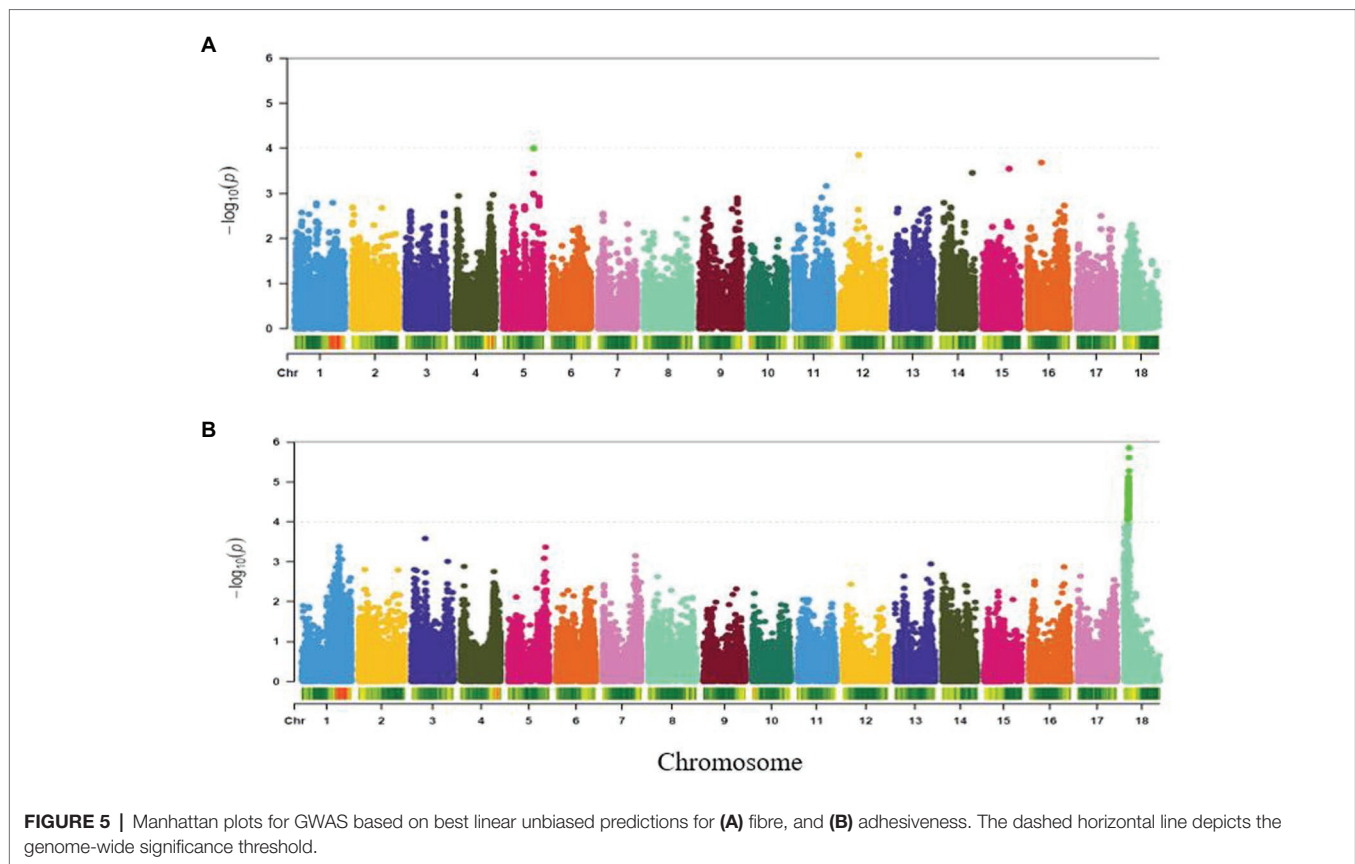 A
6
5
4
3
2
1
0
−log10(p)
Chr 1 2 3 4 5 6 7 8 9 10 11 12 13 14 15 16 17 18
B
6
5
4
3
2
1
0
−log10(p)
Chr 1 2 3 4 5 6 7 8 9 10 11 12 13 14 15 16 17 18
Chromosome
FIGURE 5 | Manhattan plots for GWAS based on best linear unbiased predictions for (A) fibre, and (B) adhesiveness. The dashed horizontal line depicts the
genome-wide significance threshold.